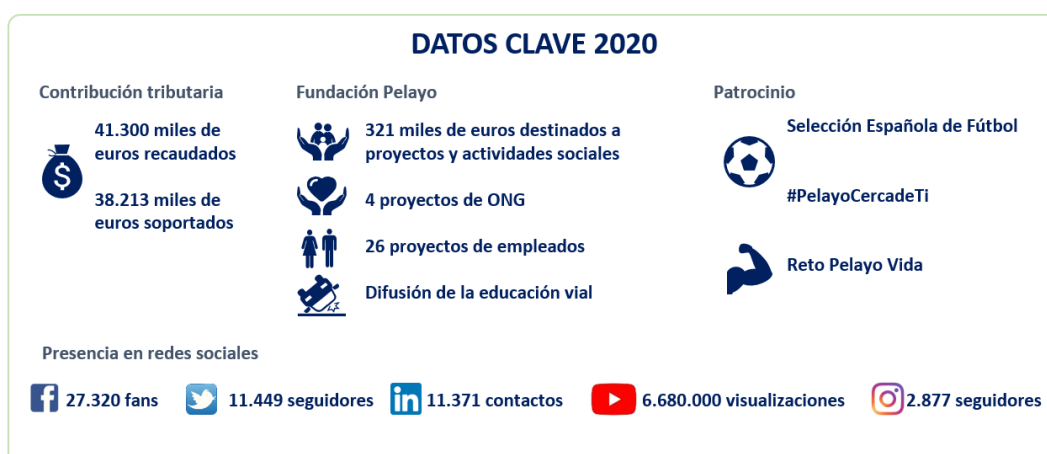 DATOS CLAVE 2020
Contribución tributaria
41.300 miles de
euros recaudados
38.213 miles de
euros soportados
Fundación Pelayo
321 miles de euros destinados a
proyectos y actividades sociales
4 proyectos de ONG
26 proyectos de empleados
Difusión de la educación vial
Patrocinio
Selección Española de Fútbol
#PelayoCercadeTi
Reto Pelayo Vida
Presencia en redes sociales
27.320 fans
11.449 seguidores
11.371 contactos
6.680.000 visualizaciones
2.877 seguidores